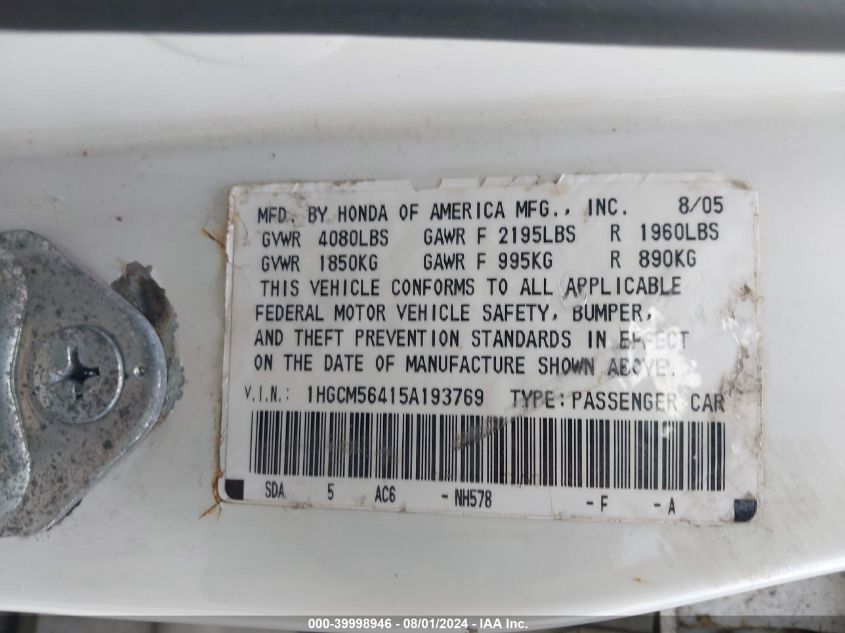 MFD. BY HONDA OF AMERICA MFG., INC. 8/05
GVWR 4080LBS GAWR F 2195LBS R 1960LBS
GVWR 1850KG GAWR F 995KG R 890KG
THIS VEHICLE CONFORMS TO ALL APPLICABLE
FEDERAL MOTOR VEHICLE SAFETY, BUMPER,
AND THEFT PREVENTION STANDARDS IN EFFECT
ON THE DATE OF MANUFACTURE SHOWN ABOVE.
V.I.N.: 1HGCM56415A193769 TYPE: PASSENGER CAR
SDA 5 AC6 - NH578 - F - A
000-39998946 - 08/01/2024 - IAA Inc.